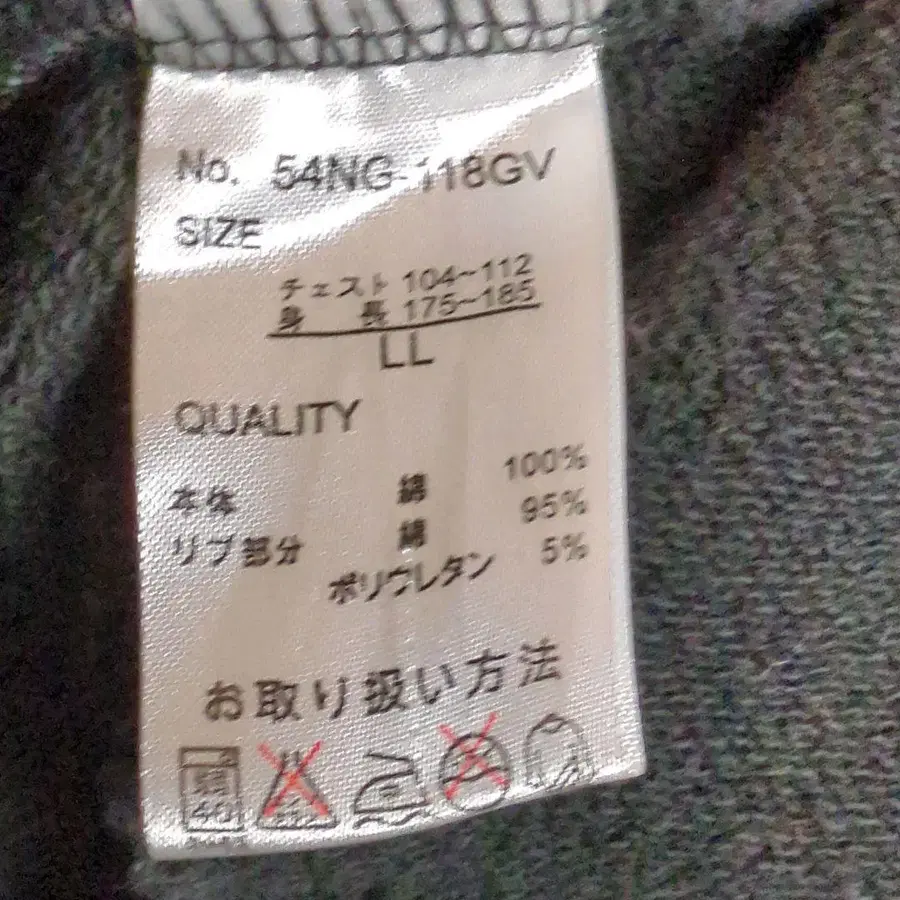 No. 54NG-118GV
SIZE
チェスト 104~112
身長 175~185
LL
QUALITY
本体 綿 100%
リブ部分 綿 95%
ポリウレタン 5%
お取り扱い方法
40